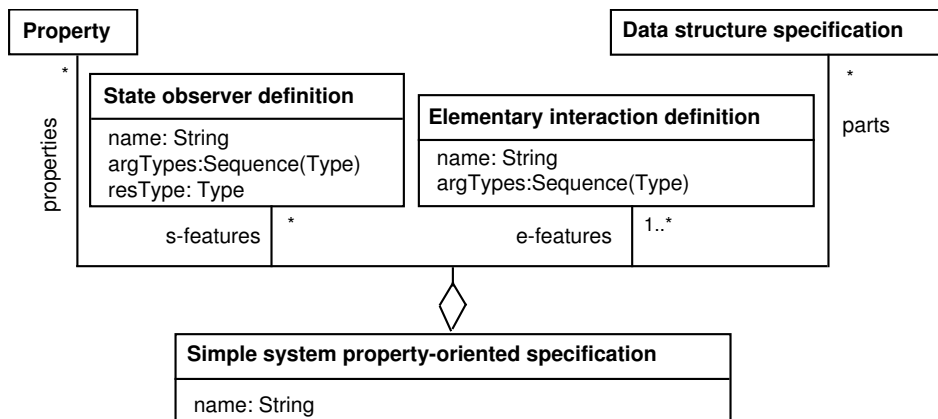 Property
Data structure specification
*
*
State observer definition
name: String
argTypes:Sequence(Type)
resType: Type
Elementary interaction definition
name: String
argTypes:Sequence(Type)
properties
parts
s-features
*
e-features
1..*
Simple system property-oriented specification
name: String